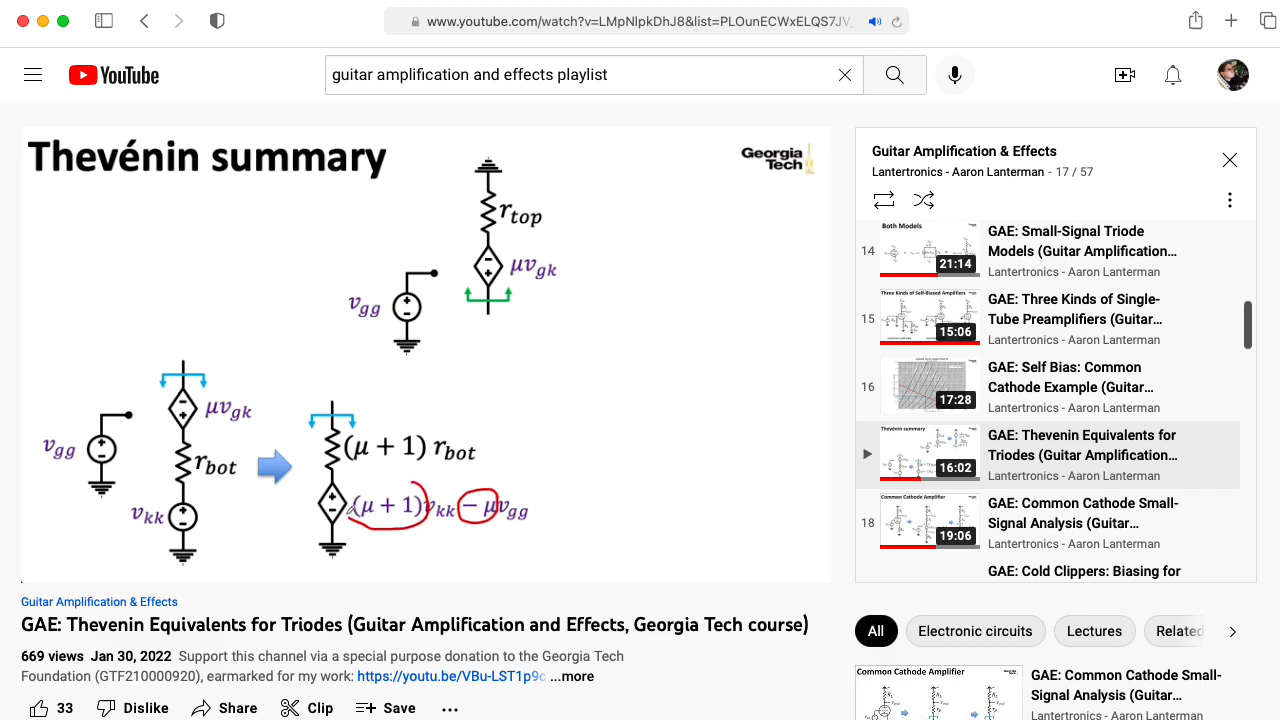 www.youtube.com/watch?v=LMpNlpkDhJ8&list=PLOunECWxELQS7JV_
YouTube
guitar amplification and effects playlist
Thevénin summary
Georgia
Tech
r_top
μv_gk
v_gg
μv_gk
v_gg
r_bot
v_kk
(μ + 1) r_bot
(μ + 1)v_kk − μv_gg
Guitar Amplification & Effects
Lantertronics - Aaron Lanterman - 17 / 57
14
Both Models
21:14
GAE: Small-Signal Triode
Models (Guitar Amplification...
Lantertronics - Aaron Lanterman
15
Three Kinds of Self-Biased Amplifiers
15:06
GAE: Three Kinds of Single-
Tube Preamplifiers (Guitar...
Lantertronics - Aaron Lanterman
16
17:28
GAE: Self Bias: Common
Cathode Example (Guitar...
Lantertronics - Aaron Lanterman
Thevénin summary
16:02
GAE: Thevenin Equivalents for
Triodes (Guitar Amplification...
Lantertronics - Aaron Lanterman
18
Common Cathode Amplifier
19:06
GAE: Common Cathode Small-
Signal Analysis (Guitar...
Lantertronics - Aaron Lanterman
GAE: Cold Clippers: Biasing for
Guitar Amplification & Effects
GAE: Thevenin Equivalents for Triodes (Guitar Amplification and Effects, Georgia Tech course)
669 views Jan 30, 2022 Support this channel via a special purpose donation to the Georgia Tech
Foundation (GTF210000920), earmarked for my work: https://youtu.be/VBu-LST1p9c ...more
33 Dislike Share Clip Save
All Electronic circuits Lectures Related
Common Cathode Amplifier
GAE: Common Cathode Small-
Signal Analysis (Guitar...
Lantertronics - Aaron Lanterman